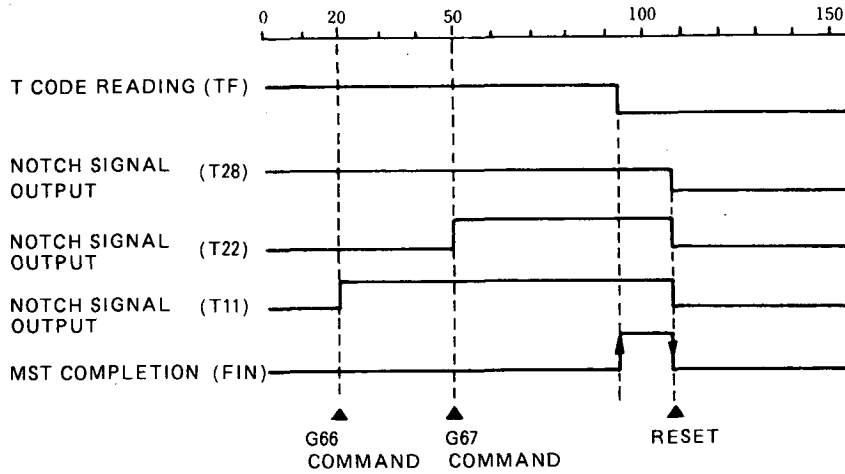 0 20 50 100 150
T CODE READING (TF)
NOTCH SIGNAL (T28)
OUTPUT
NOTCH SIGNAL (T22)
OUTPUT
NOTCH SIGNAL (T11)
OUTPUT
MST COMPLETION (FIN)
G66 G67 RESET
COMMAND COMMAND